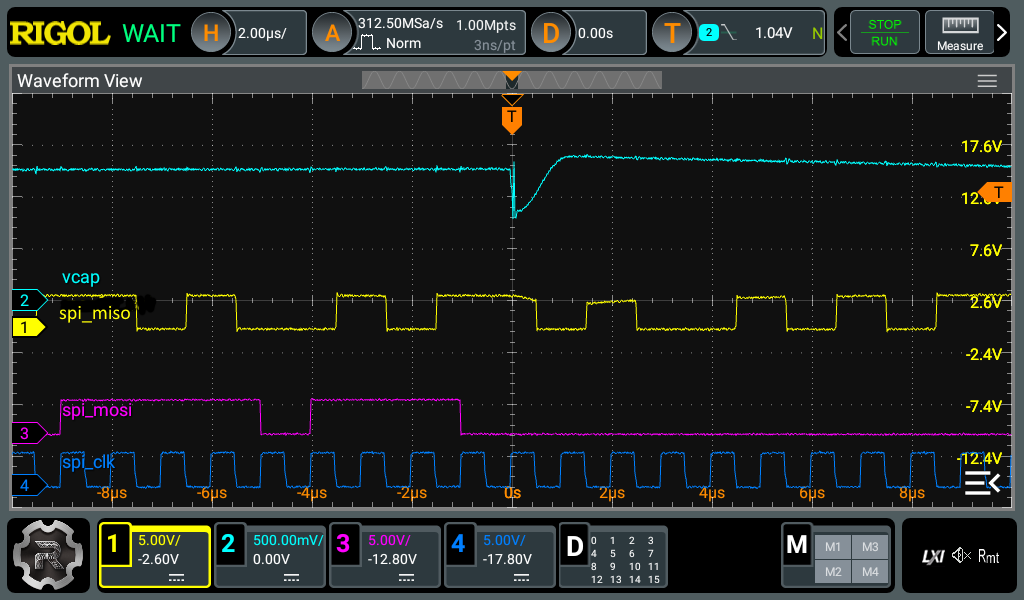 RIGOL WAIT H 2.00µs/ A 312.50MSa/s 1.00Mpts Norm 3ns/pt D 0.00s T 2 1.04V N STOP RUN Measure
Waveform View
T
17.6V
T
7.6V
vcap
2
2.6V
spi_miso
1
-2.4V
-7.4V
spi_mosi
3
-12.4V
spi_clk
4
-8µs -6µs -4µs -2µs 0s 2µs 4µs 6µs 8µs
1 5.00V/ -2.60V
2 500.00mV/ 0.00V
3 5.00V/ -12.80V
4 5.00V/ -17.80V
D 0 1 2 3
4 5 6 7
8 9 10 11
12 13 14 15
M M1 M3
M2 M4
LXI Rmt